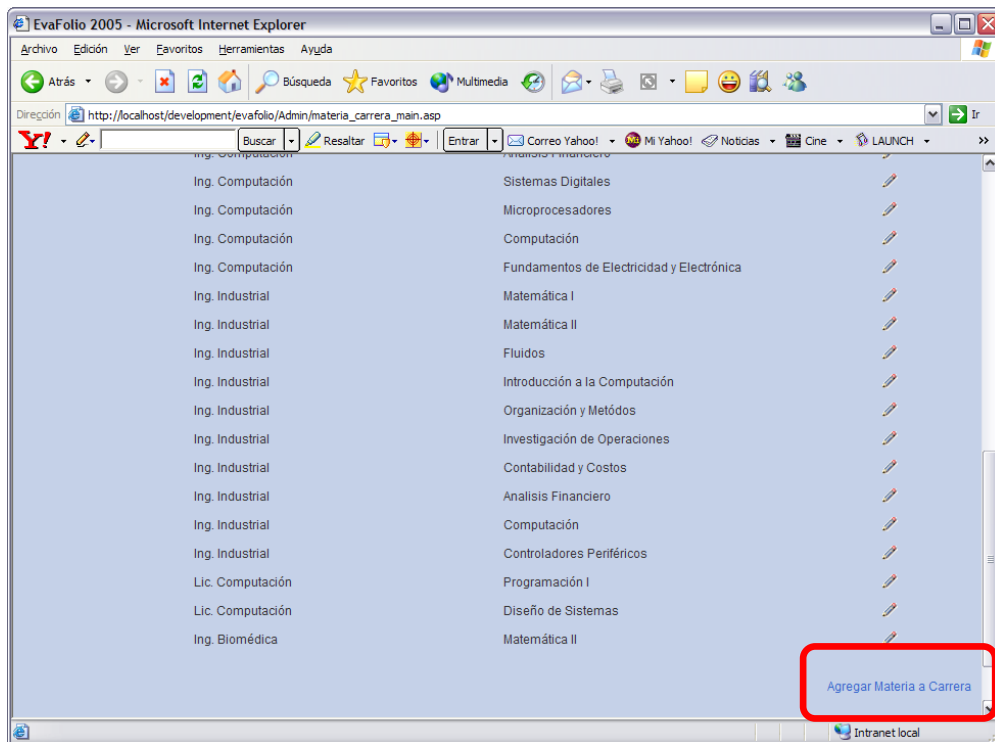 EvaFolio 2005 - Microsoft Internet Explorer
Archivo Edición Ver Favoritos Herramientas Ayuda
Atrás Búsqueda Favoritos Multimedia
Dirección http://localhost/development/evafolio/Admin/materia_carrera_main.asp Ir
Y! Buscar Resaltar Entrar Correo Yahoo! Mi Yahoo! Noticias Cine LAUNCH »
Ing. Computación Analisis Financiero
Ing. Computación Sistemas Digitales
Ing. Computación Microprocesadores
Ing. Computación Computación
Ing. Computación Fundamentos de Electricidad y Electrónica
Ing. Industrial Matemática I
Ing. Industrial Matemática II
Ing. Industrial Fluidos
Ing. Industrial Introducción a la Computación
Ing. Industrial Organización y Metódos
Ing. Industrial Investigación de Operaciones
Ing. Industrial Contabilidad y Costos
Ing. Industrial Analisis Financiero
Ing. Industrial Computación
Ing. Industrial Controladores Periféricos
Lic. Computación Programación I
Lic. Computación Diseño de Sistemas
Ing. Biomédica Matemática II
Agregar Materia a Carrera
Intranet local